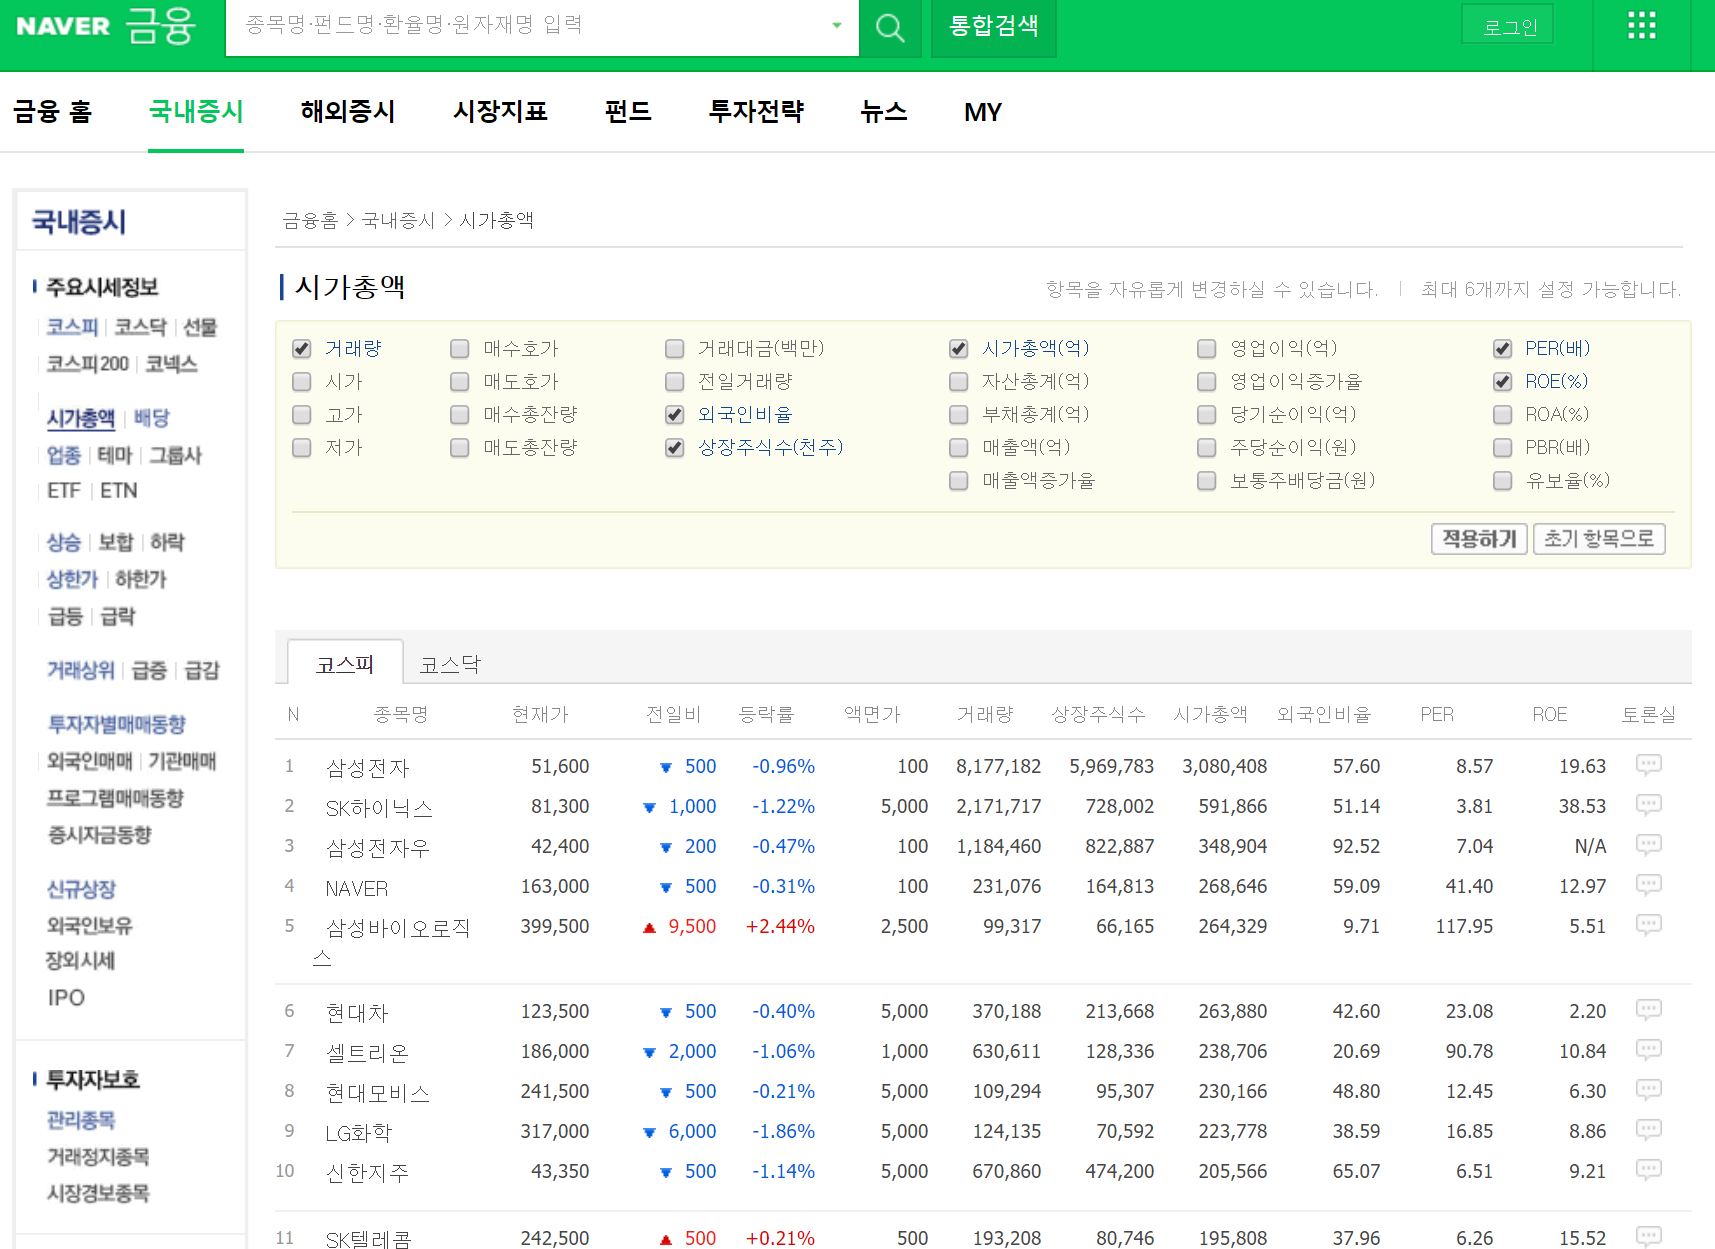 NAVER 금융 종목명·펀드명·환율명·원자재명 입력 통합검색 로그인
금융 홈 국내증시 해외증시 시장지표 펀드 투자전략 뉴스 MY
국내증시
주요시세정보
코스피 코스닥 선물
코스피200 코넥스
시가총액 배당
업종 테마 그룹사
ETF ETN
상승 보합 하락
상한가 하한가
급등 급락
거래상위 급증 급감
투자자별매매동향
외국인매매 기관매매
프로그램매매동향
증시자금동향
신규상장
외국인보유
장외시세
IPO
투자자보호
관리종목
거래정지종목
시장경보종목
금융홈 > 국내증시 > 시가총액
시가총액 항목을 자유롭게 변경하실 수 있습니다. 최대 6개까지 설정 가능합니다.
거래량 매수호가 거래대금(백만) 시가총액(억) 영업이익(억) PER(배)
시가 매도호가 전일거래량 자산총계(억) 영업이익증가율 ROE(%)
고가 매수총잔량 외국인비율 부채총계(억) 당기순이익(억) ROA(%)
저가 매도총잔량 상장주식수(천주) 매출액(억) 주당순이익(원) PBR(배)
매출액증가율 보통주배당금(원) 유보율(%)
적용하기 초기 항목으로
코스피 코스닥
N 종목명 현재가 전일비 등락률 액면가 거래량 상장주식수 시가총액 외국인비율 PER ROE 토론실
1 삼성전자 51,600 ▼ 500 -0.96% 100 8,177,182 5,969,783 3,080,408 57.60 8.57 19.63
2 SK하이닉스 81,300 ▼ 1,000 -1.22% 5,000 2,171,717 728,002 591,866 51.14 3.81 38.53
3 삼성전자우 42,400 ▼ 200 -0.47% 100 1,184,460 822,887 348,904 92.52 7.04 N/A
4 NAVER 163,000 ▼ 500 -0.31% 100 231,076 164,813 268,646 59.09 41.40 12.97
5 삼성바이오로직 399,500 ▲ 9,500 +2.44% 2,500 99,317 66,165 264,329 9.71 117.95 5.51
스
6 현대차 123,500 ▼ 500 -0.40% 5,000 370,188 213,668 263,880 42.60 23.08 2.20
7 셀트리온 186,000 ▼ 2,000 -1.06% 1,000 630,611 128,336 238,706 20.69 90.78 10.84
8 현대모비스 241,500 ▼ 500 -0.21% 5,000 109,294 95,307 230,166 48.80 12.45 6.30
9 LG화학 317,000 ▼ 6,000 -1.86% 5,000 124,135 70,592 223,778 38.59 16.85 8.86
10 신한지주 43,350 ▼ 500 -1.14% 5,000 670,860 474,200 205,566 65.07 6.51 9.21
11 SK텔레콤 242,500 ▲ 500 +0.21% 500 193,208 80,746 195,808 37.96 6.26 15.52